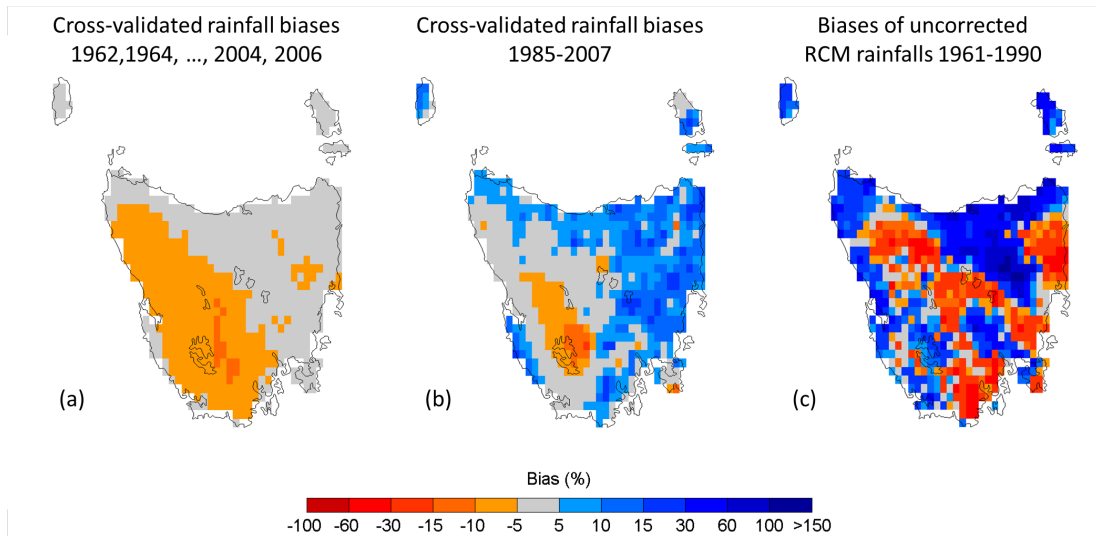 Cross-validated rainfall biases
1962,1964, ..., 2004, 2006
Cross-validated rainfall biases
1985-2007
Biases of uncorrected
RCM rainfalls 1961-1990
(a)
(b)
(c)
Bias (%)
-100 -60 -30 -15 -10 -5 5 10 15 30 60 100 >150